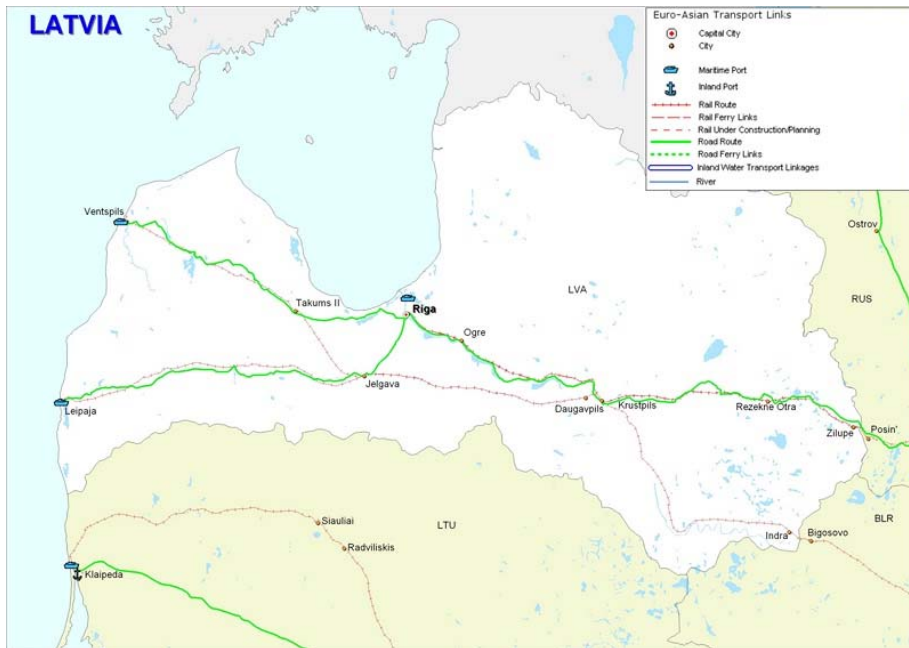 LATVIA
Euro-Asian Transport Links
Capital City
City
Maritime Port
Inland Port
Rail Route
Rail Ferry Links
Rail Under Construction/Planning
Road Route
Road Ferry Links
Inland Water Transport Linkages
River
Ventspils
Ostrov
Takums II
LVA
RUS
Riga
Ogre
Jelgava
Leipaja
Daugavpils
Krustpils
Rezekne Otra
Zilupe
Posin'
Siauliai
LTU
BLR
Radviliskis
Indra
Bigosovo
Klaipeda